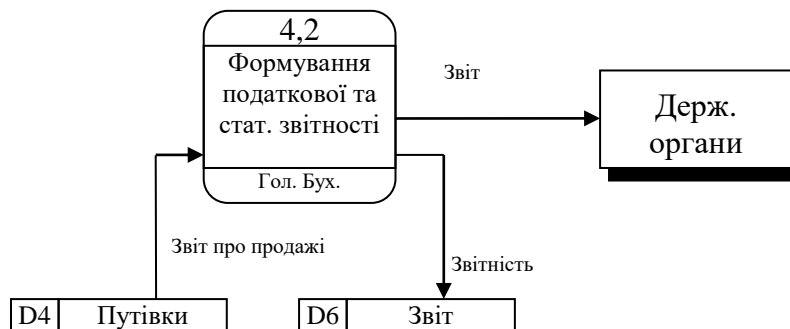 4,2
Формування
податкової та
стат. звітності
Гол. Бух.
Звіт
Держ.
органи
Звіт про продажі
Звітність
D4 Путівки
D6 Звіт